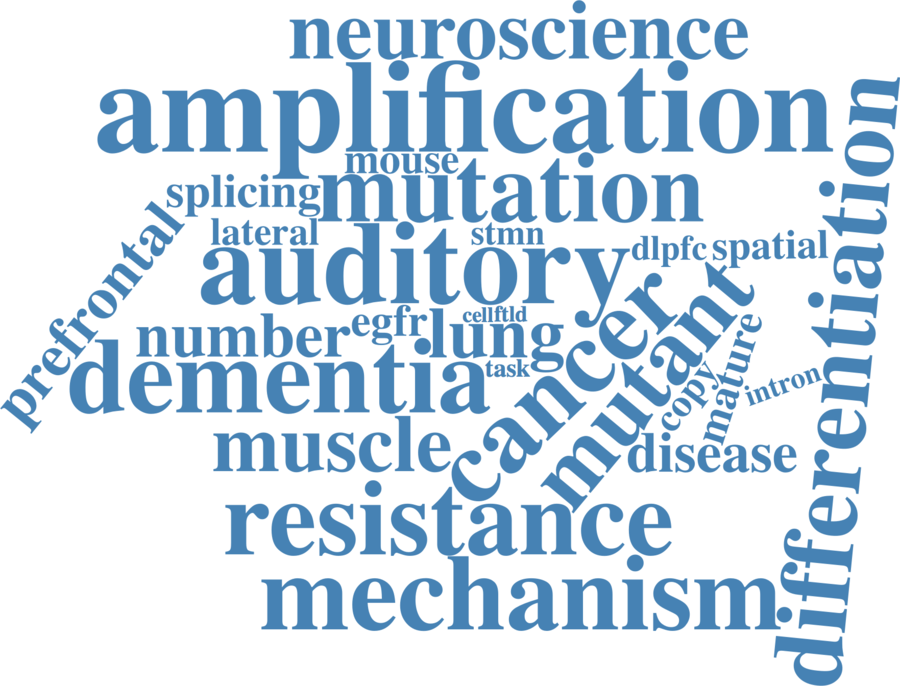 neuroscience
amplification
mouse
splicing
mutation
lateral
stmn
auditory
dlpfc
spatial
prefrontal
differentiation
number
egfr
cellftld
lung
cancer
mutant
dementia
task
copy
mature
intron
muscle
disease
resistance
mechanism